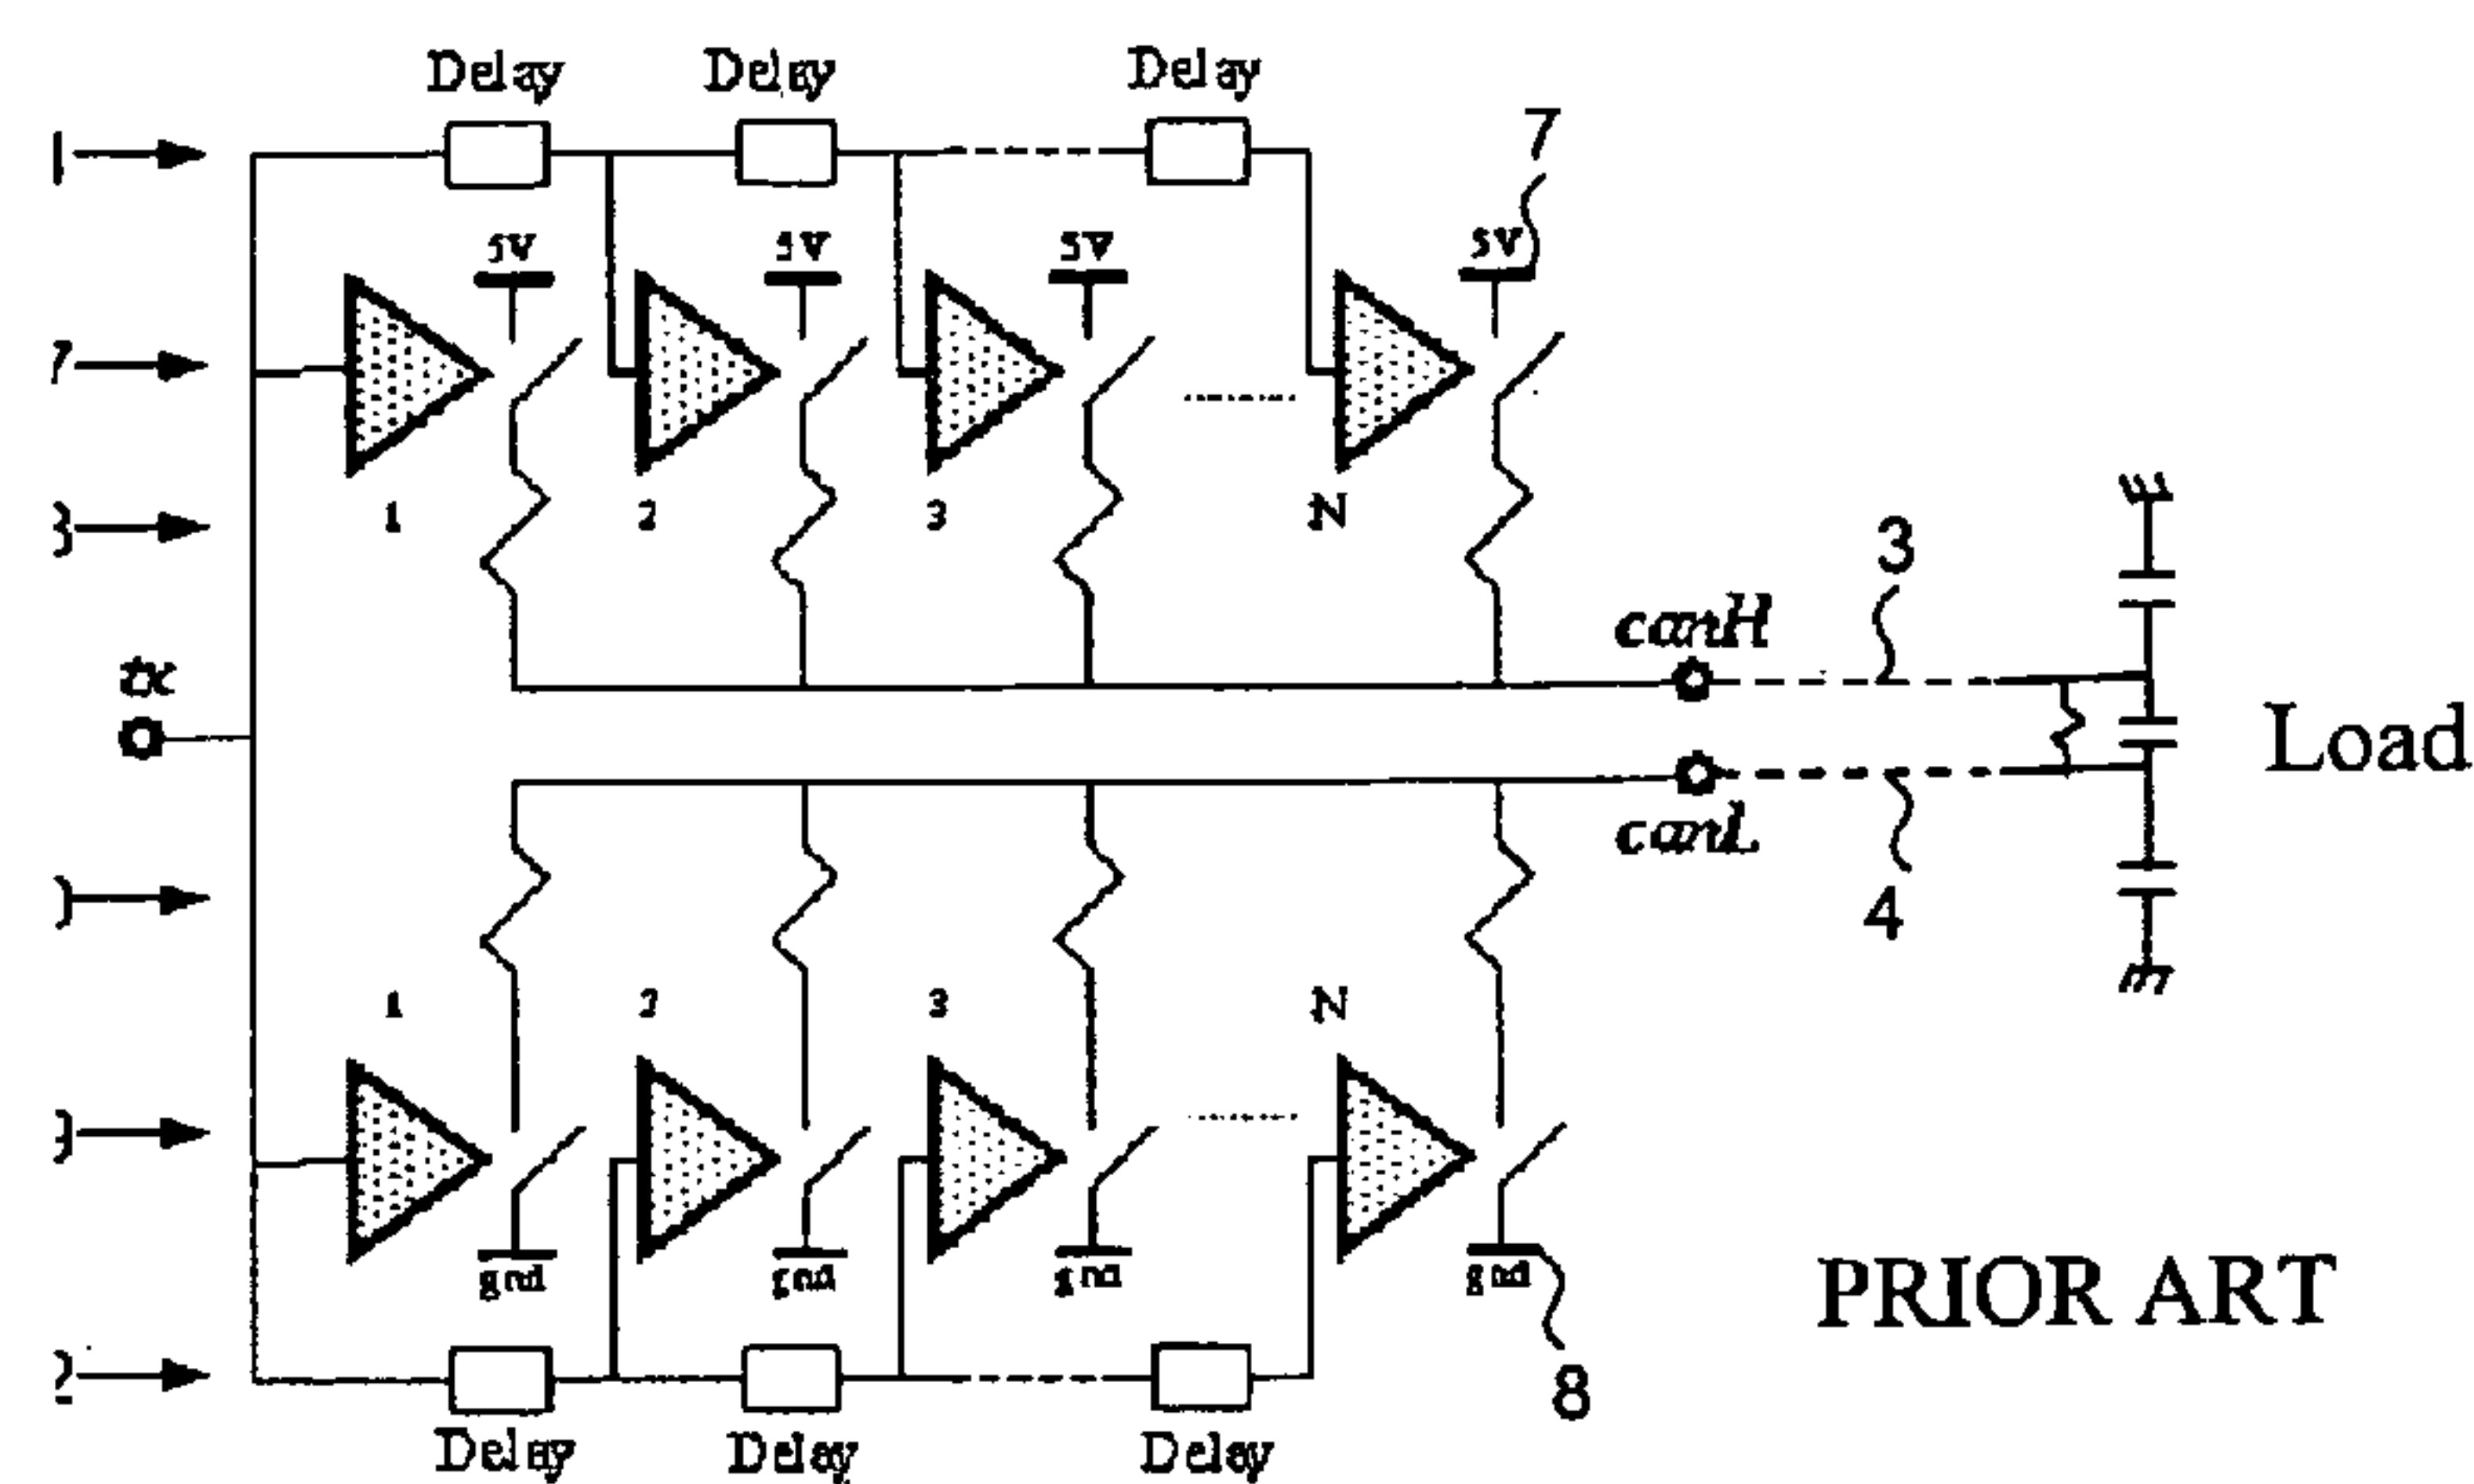 Delay Delay Delay
7
5V 5V 5V 5V
1 2 3 N
3
canH
tx
Load
canL
4
1 2 3 N
gnd gnd gnd gnd
PRIOR ART
8
Delay Delay Delay